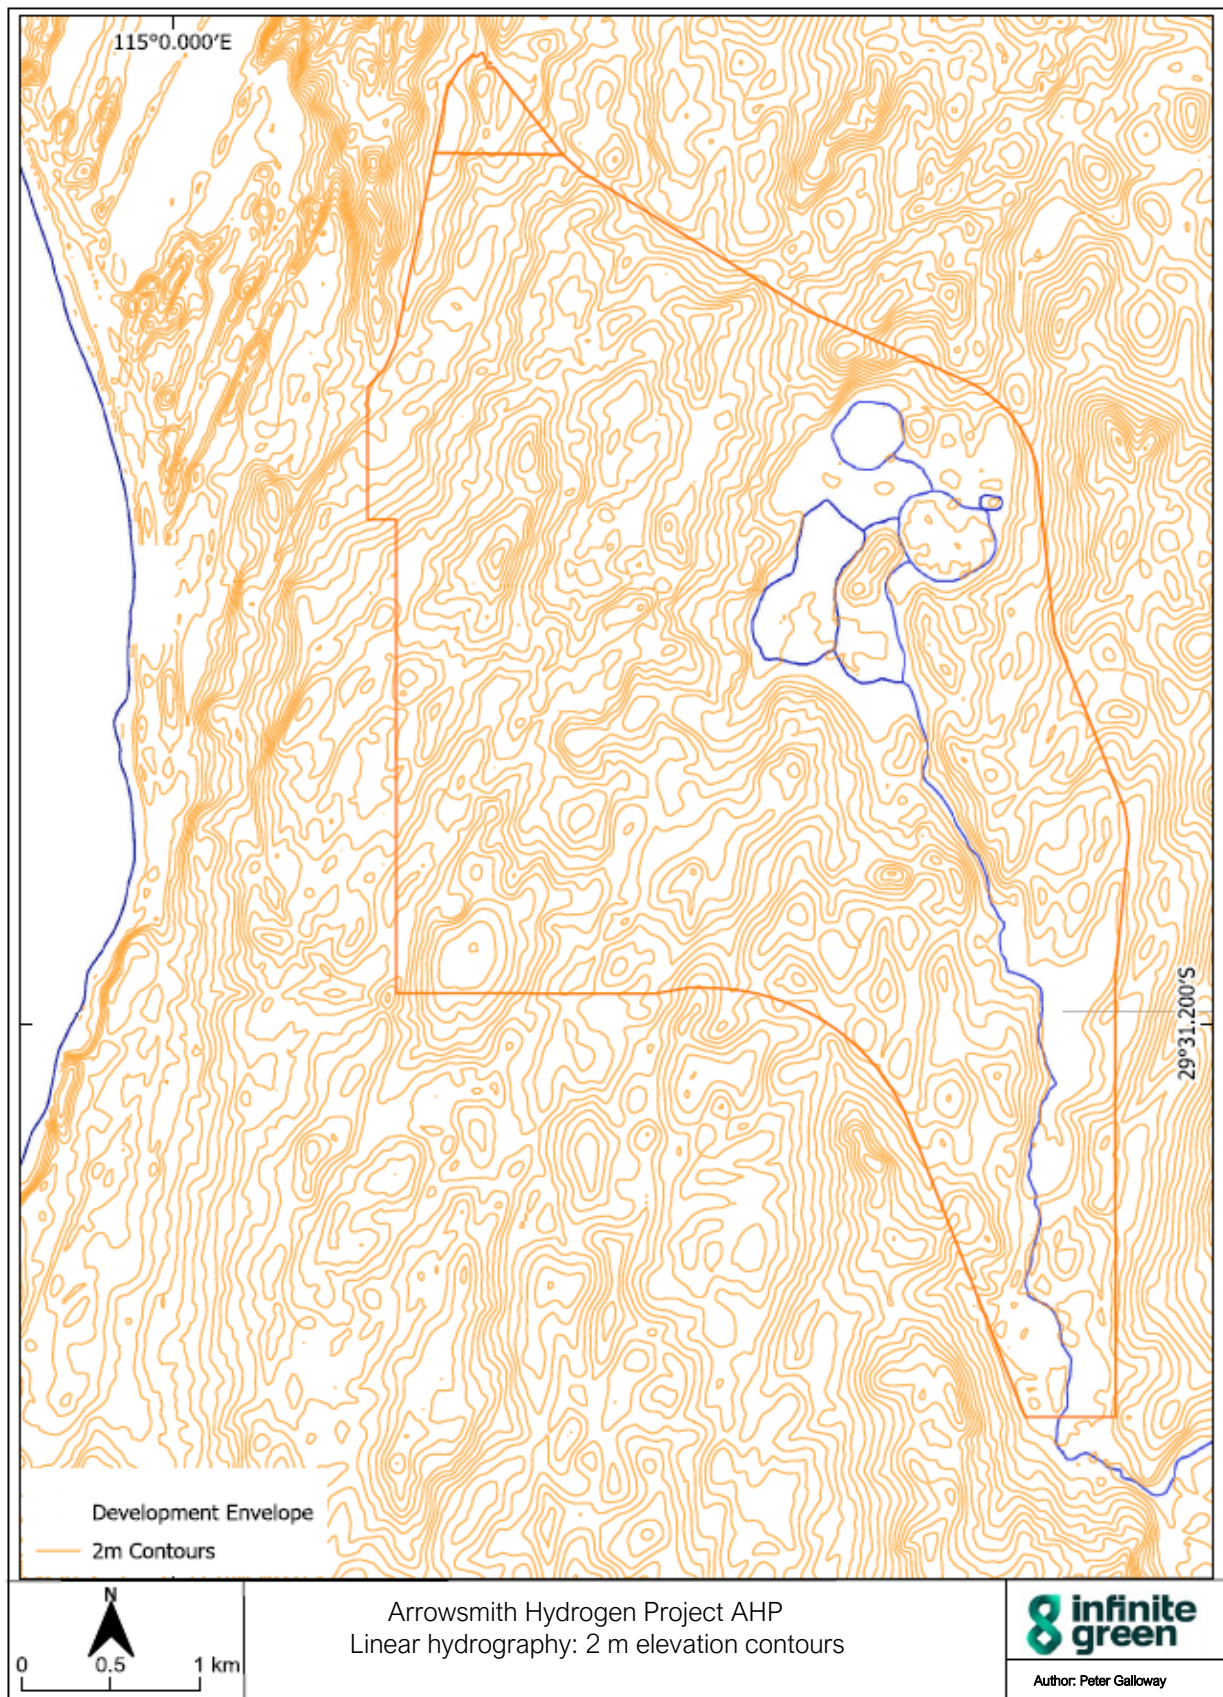 115°0.000'E
29°31.200'S
Development Envelope
2m Contours
N
0 0.5 1 km
Arrowsmith Hydrogen Project AHP
Linear hydrography: 2 m elevation contours
infinite
green
Author: Peter Galloway